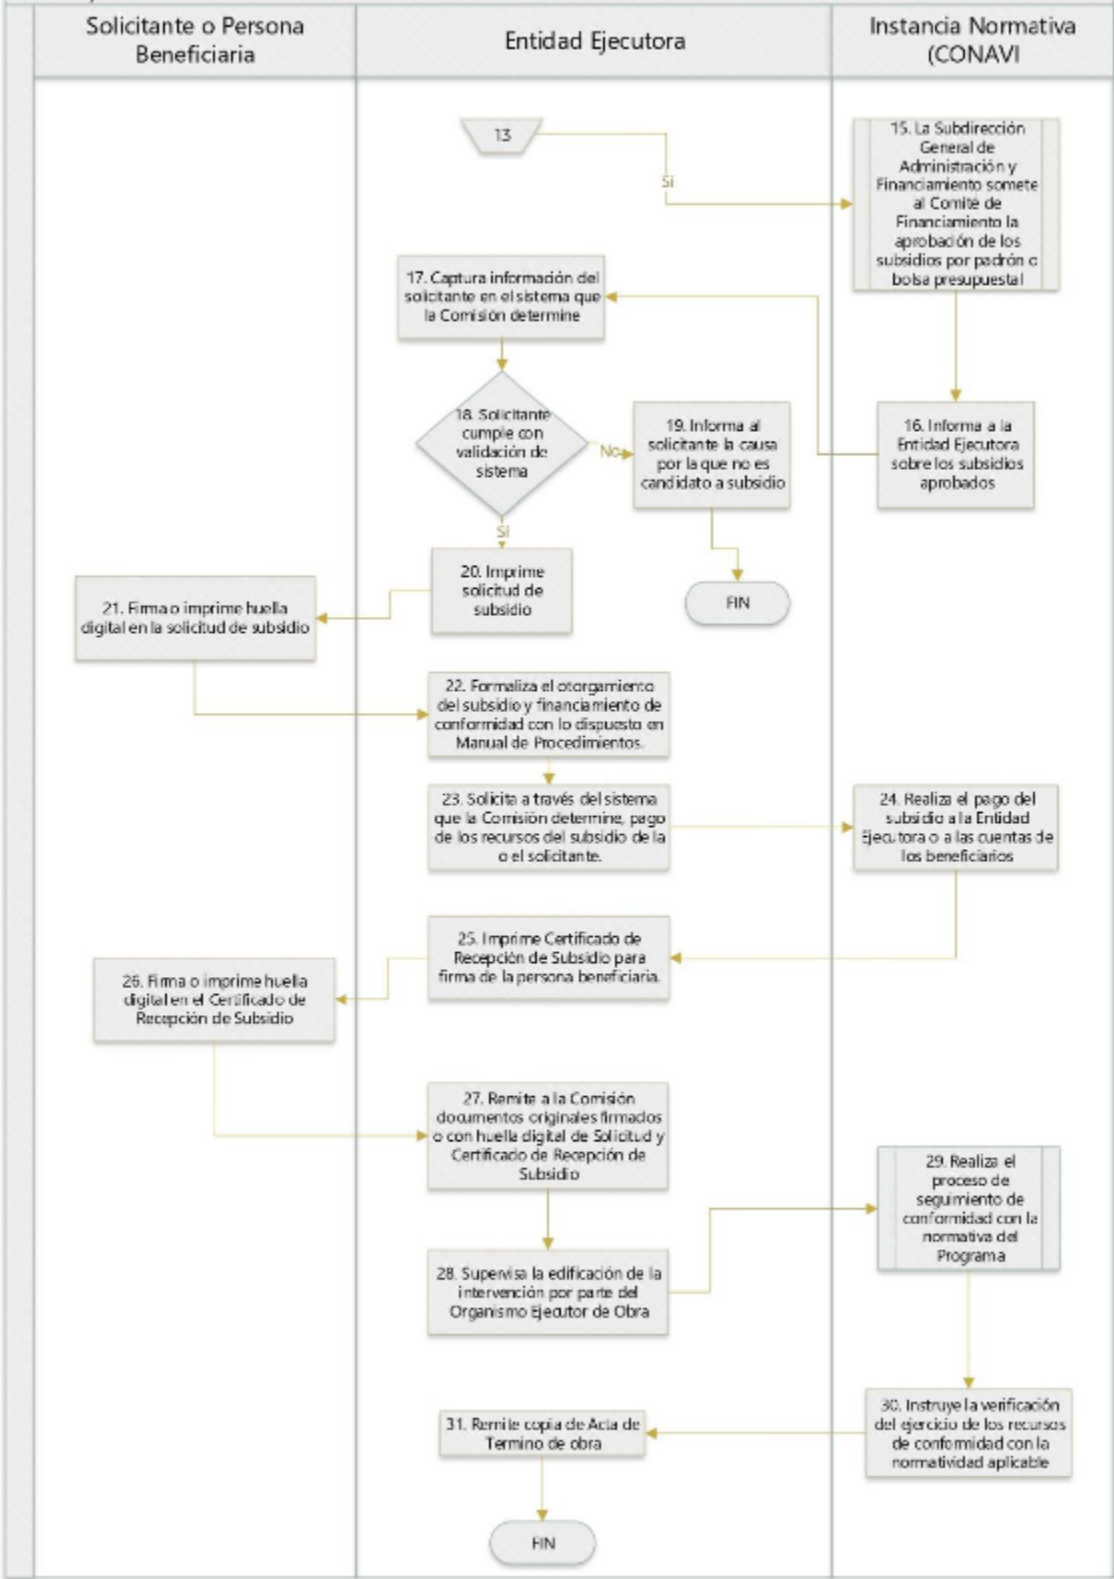 Solicitante o Persona
Beneficiaria
Entidad Ejecutora
Instancia Normativa
(CONAVI
13
Si
15. La Subdirección
General de
Administración y
Financiamiento somete
al Comité de
Financiamiento la
aprobación de los
subsidios por padrón o
bolsa presupuestal
16. Informa a la
Entidad Ejecutora
sobre los subsidios
aprobados
17. Captura información del
solicitante en el sistema que
la Comisión determine
18. Solicitante
cumple con
validación de
sistema
No
19. Informa al
solicitante la causa
por la que no es
candidato a subsidio
FIN
Si
20. Imprime
solicitud de
subsidio
21. Firma o imprime huella
digital en la solicitud de subsidio
22. Formaliza el otorgamiento
del subsidio y financiamiento de
conformidad con lo dispuesto en
Manual de Procedimientos.
23. Solicita a través del sistema
que la Comisión determine, pago
de los recursos del subsidio de la
o el solicitante.
24. Realiza el pago del
subsidio a la Entidad
Ejecutora o a las cuentas de
los beneficiarios
25. Imprime Certificado de
Recepción de Subsidio para
firma de la persona beneficiaria.
26. Firma o imprime huella
digital en el Certificado de
Recepción de Subsidio
27. Remite a la Comisión
documentos originales firmados
o con huella digital de Solicitud y
Certificado de Recepción de
Subsidio
28. Supervisa la edificación de la
intervención por parte del
Organismo Ejecutor de Obra
29. Realiza el
proceso de
seguimiento de
conformidad con la
normativa del
Programa
30. Instruye la verificación
del ejercicio de los recursos
de conformidad con la
normatividad aplicable
31. Remite copia de Acta de
Termino de obra
FIN